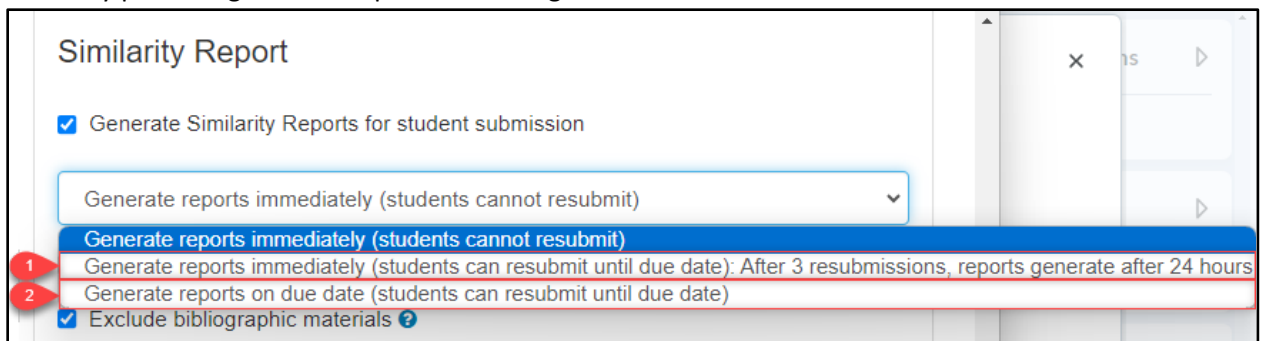 Similarity Report
× ns
Generate Similarity Reports for student submission
Generate reports immediately (students cannot resubmit)
Generate reports immediately (students cannot resubmit)
1 Generate reports immediately (students can resubmit until due date): After 3 resubmissions, reports generate after 24 hours
2 Generate reports on due date (students can resubmit until due date)
Exclude bibliographic materials ?